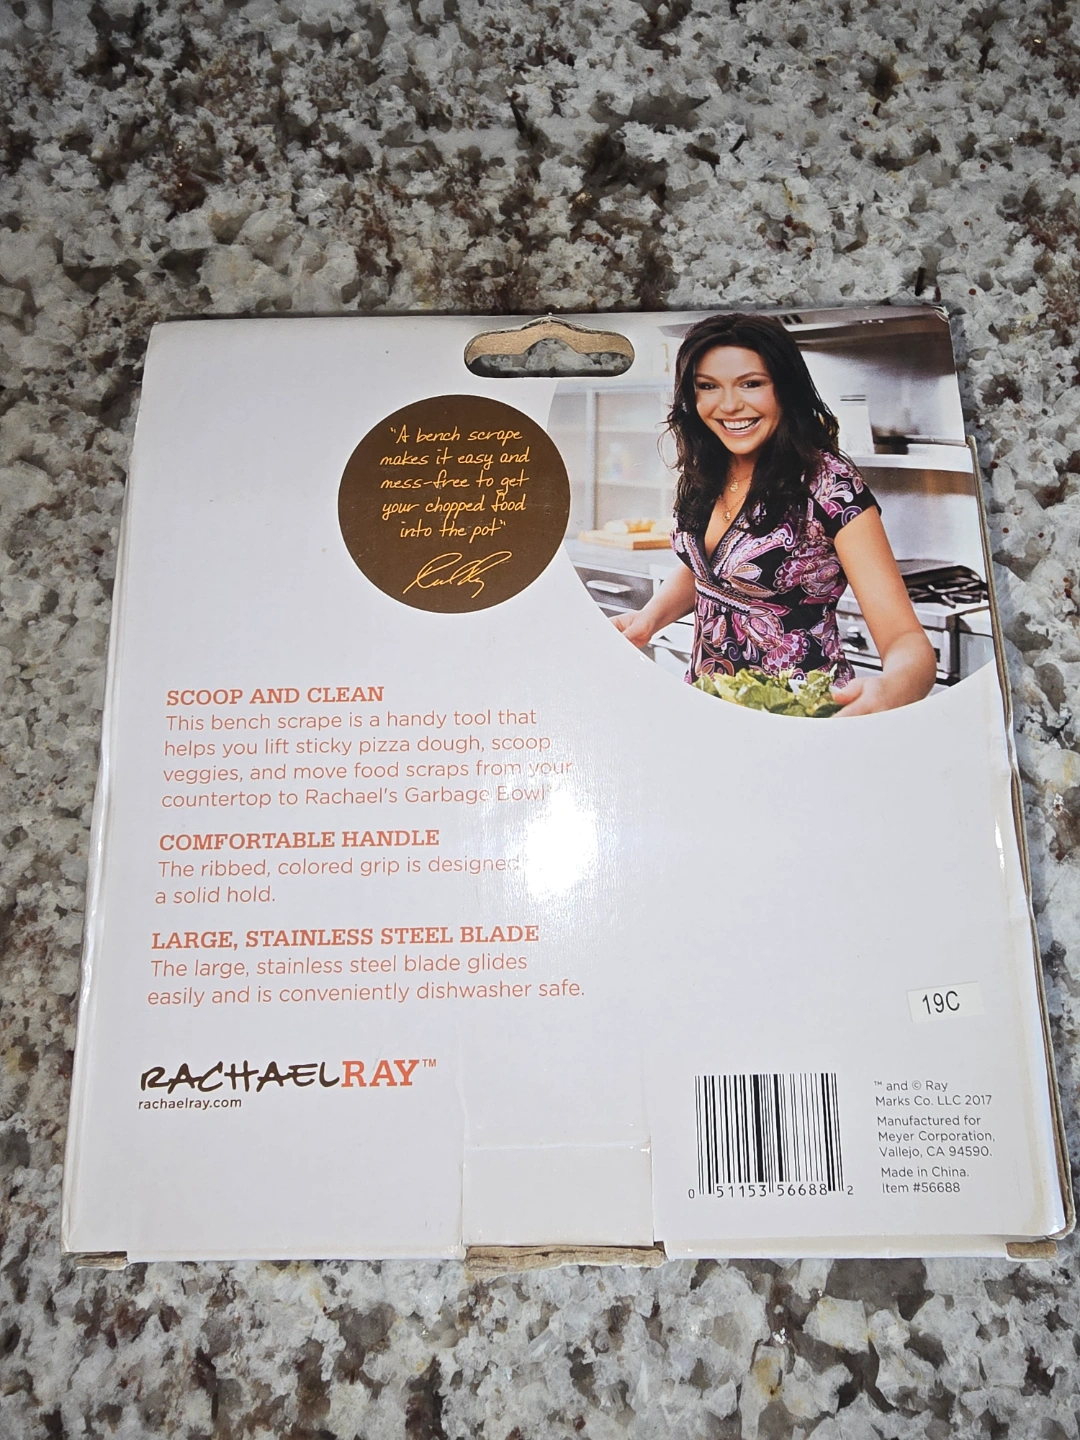 "A bench scrape
makes it easy and
mess-free to get
your chopped food
into the pot"
SCOOP AND CLEAN
This bench scrape is a handy tool that
helps you lift sticky pizza dough, scoop
veggies, and move food scraps from your
countertop to Rachael's Garbage Bowl
COMFORTABLE HANDLE
The ribbed, colored grip is designed
a solid hold.
LARGE, STAINLESS STEEL BLADE
The large, stainless steel blade glides
easily and is conveniently dishwasher safe.
RACHAELRAY™
rachaelray.com
19C
™ and © Ray
Marks Co. LLC 2017
Manufactured for
Meyer Corporation,
Vallejo, CA 94590.
Made in China.
Item #56688
0 51153 56688 2